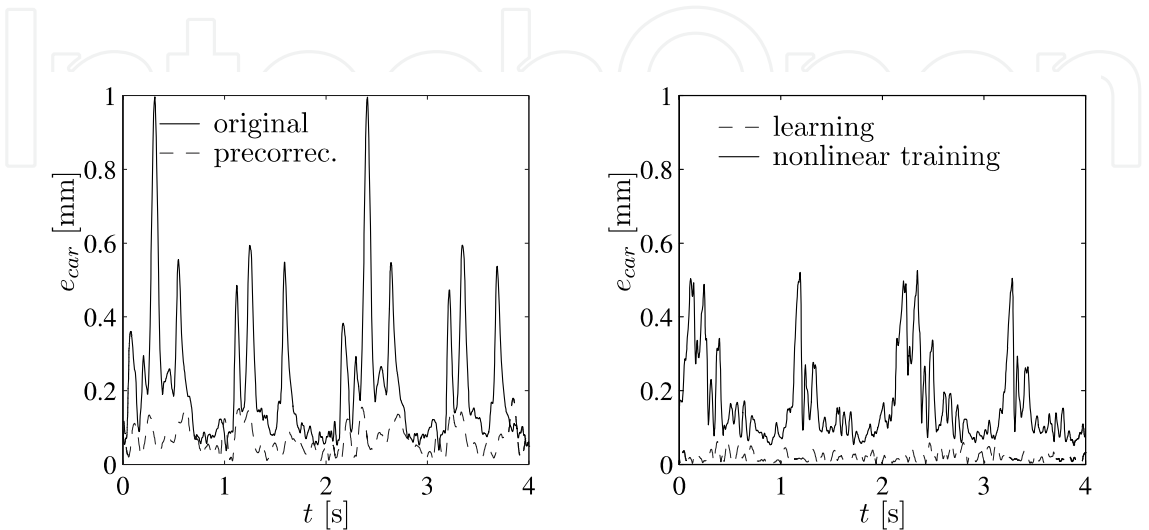 IntechOpen
1
0.8
0.6
0.4
0.2
0
e_car [mm]
original
precorrec.
0 1 2 3 4
t [s]
1
0.8
0.6
0.4
0.2
0
e_car [mm]
learning
nonlinear training
0 1 2 3 4
t [s]